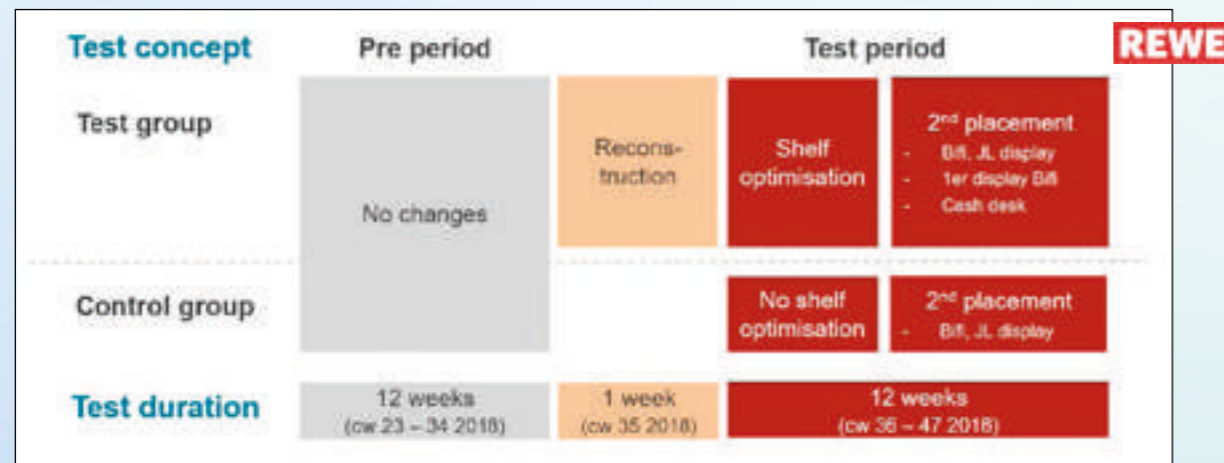 Test concept
Pre period
Test period
REWE
Test group
No changes
Recons-
truction
Shelf
optimisation
2nd placement
- Bifi, JL display
- 1er display Bifi
- Cash desk
Control group
No shelf
optimisation
2nd placement
- Bifi, JL display
Test duration
12 weeks
(cw 23 – 34 2018)
1 week
(cw 35 2018)
12 weeks
(cw 36 – 47 2018)